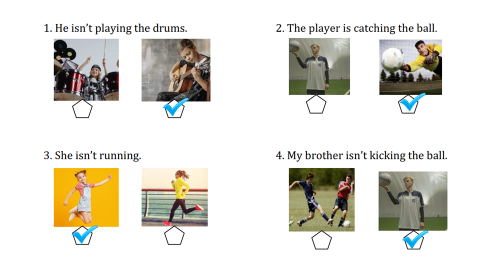 1. He isn’t playing the drums.
2. The player is catching the ball.
3. She isn’t running.
4. My brother isn’t kicking the ball.